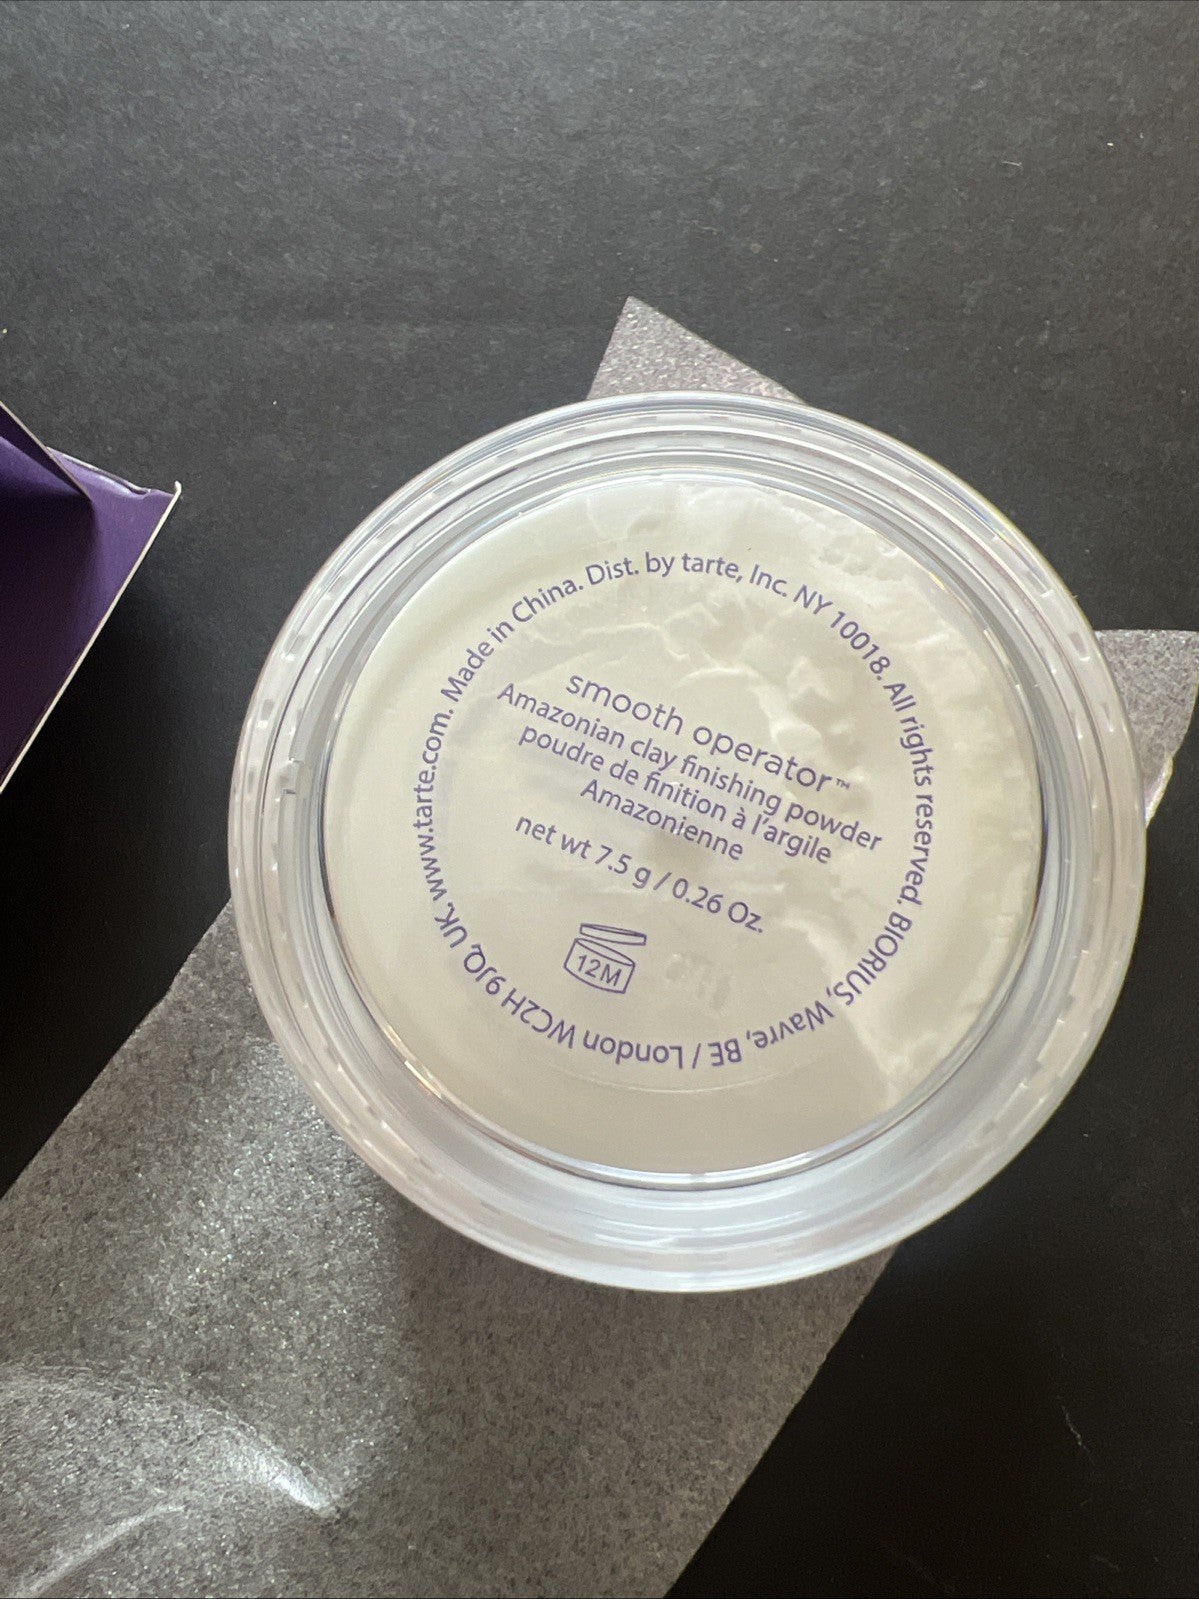 smooth operator™
Amazonian clay finishing powder
poudre de finition à l'argile
Amazonienne
net wt 7.5 g / 0.26 Oz.
12M
www.tarte.com. Made in China. Dist. by tarte, Inc. NY 10018. All rights reserved. BIORIUS, Wavre, BE / London WC2H 9JQ, UK.